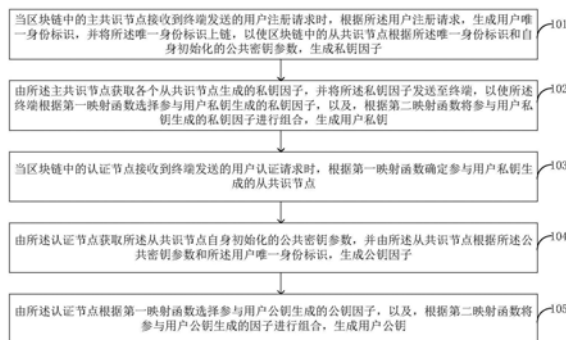 当区块链中的主共识节点接收到终端发送的用户注册请求时，根据所述用户注册请求，生成用户唯
一身份标识，并将所述唯一身份标识上链，以使区块链中的从共识节点根据所述唯一身份标识和自
身初始化的公共密钥参数，生成私钥因子
101
由所述主共识节点获取各个从共识节点生成的私钥因子，并将所述私钥因子发送至终端，以使所述
终端根据第一映射函数选择参与用户私钥生成的私钥因子，以及，根据第二映射函数将参与用户私
钥生成的私钥因子进行组合，生成用户私钥
102
当区块链中的认证节点接收到终端发送的用户认证请求时，根据第一映射函数确定参与用户私钥生
成的从共识节点
103
由所述认证节点获取所述从共识节点自身初始化的公共密钥参数，并由所述从共识节点根据所述公
共密钥参数和所述用户唯一身份标识，生成公钥因子
104
由所述认证节点根据第一映射函数选择参与用户公钥生成的公钥因子，以及，根据第二映射函数将
参与用户公钥生成的因子进行组合，生成用户公钥
105